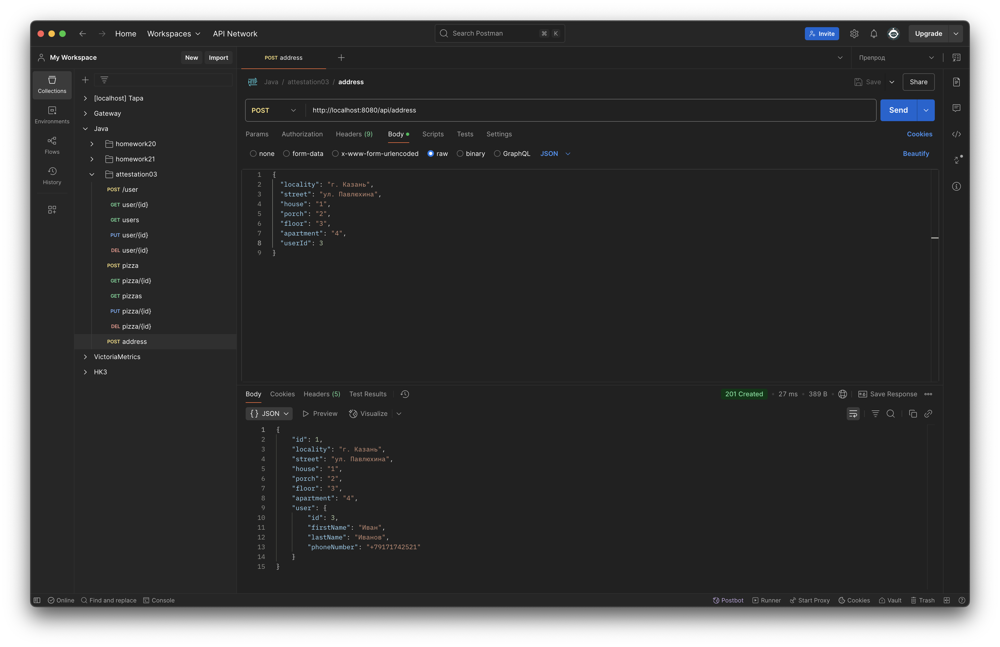 Home Workspaces API Network Search Postman ⌘ K Invite Upgrade
My Workspace New Import
POST address
Препрод
Collections
Environments
Flows
History
[localhost] Тара
Gateway
Java
homework20
homework21
attestation03
POST /user
GET user/{id}
GET users
PUT user/{id}
DEL user/{id}
POST pizza
GET pizza/{id}
GET pizzas
PUT pizza/{id}
DEL pizza/{id}
POST address
VictoriaMetrics
НКЗ
HTTP Java / attestation03 / address Save Share
POST http://localhost:8080/api/address Send
Params Authorization Headers (9) Body Scripts Tests Settings Cookies
none form-data x-www-form-urlencoded raw binary GraphQL JSON Beautify
1 {
2 "locality": "г. Казань",
3 "street": "ул. Павлюхина",
4 "house": "1",
5 "porch": "2",
6 "floor": "3",
7 "apartment": "4",
8 "userId": 3
9 }
Body Cookies Headers (5) Test Results 201 Created • 27 ms • 389 B • e.g. Save Response
{} JSON Preview Visualize
1 {
2 "id": 1,
3 "locality": "г. Казань",
4 "street": "ул. Павлюхина",
5 "house": "1",
6 "porch": "2",
7 "floor": "3",
8 "apartment": "4",
9 "user": {
10 "id": 3,
11 "firstName": "Иван",
12 "lastName": "Иванов",
13 "phoneNumber": "+79171742521"
14 }
15 }
Online Find and replace Console Postbot Runner Start Proxy Cookies Vault Trash